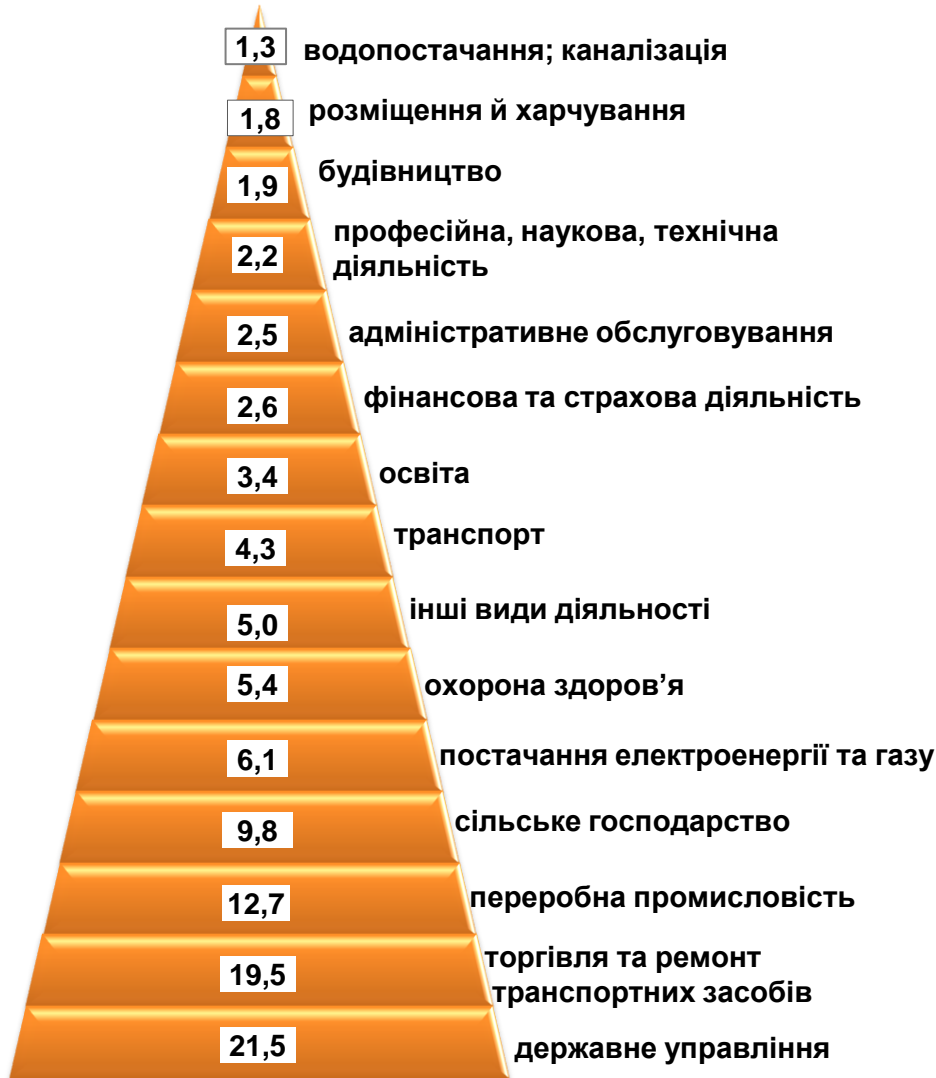 1,3 водопостачання; каналізація
1,8 розміщення й харчування
1,9 будівництво
2,2 професійна, наукова, технічна
діяльність
2,5 адміністративне обслуговування
2,6 фінансова та страхова діяльність
3,4 освіта
4,3 транспорт
5,0 інші види діяльності
5,4 охорона здоров’я
6,1 постачання електроенергії та газу
9,8 сільське господарство
12,7 переробна промисловість
19,5 торгівля та ремонт
транспортних засобів
21,5 державне управління